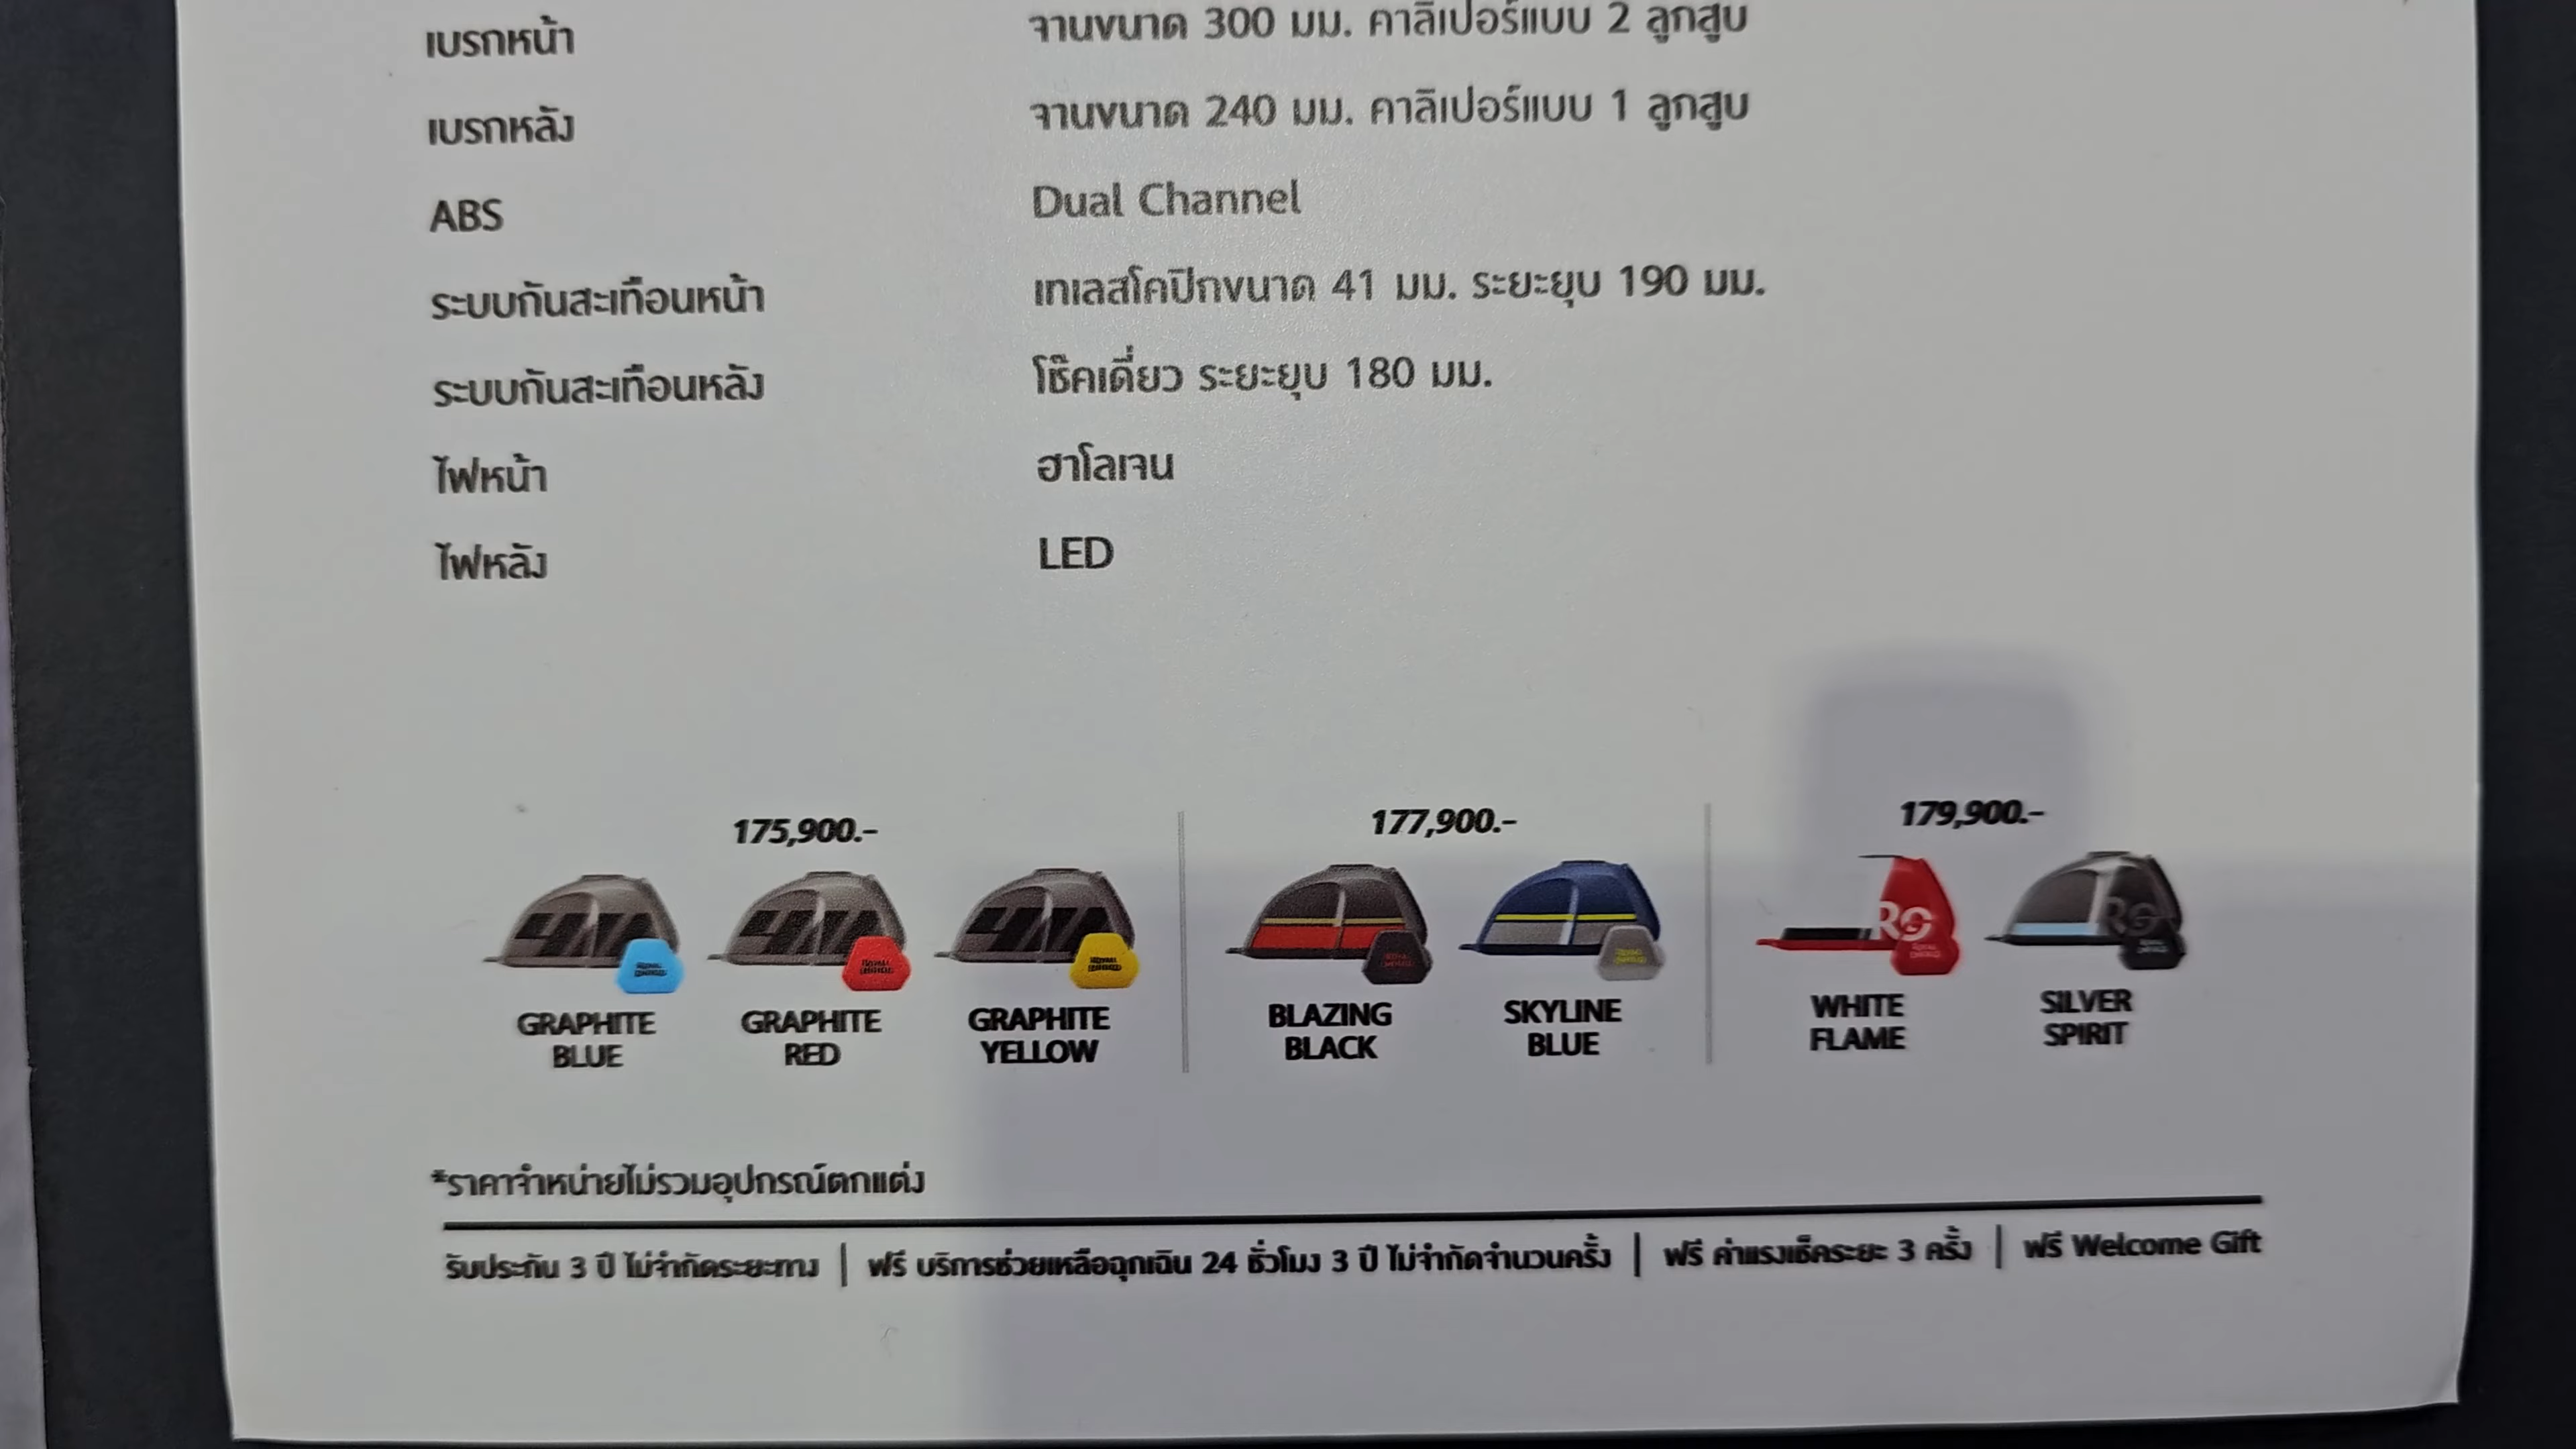 เบรกหน้า จานขนาด 300 มม. คาลิเปอร์แบบ 2 ลูกสูบ
เบรกหลัง จานขนาด 240 มม. คาลิเปอร์แบบ 1 ลูกสูบ
ABS Dual Channel
ระบบกันสะเทือนหน้า เทเลสโคปิกขนาด 41 มม. ระยะยุบ 190 มม.
ระบบกันสะเทือนหลัง โช๊คเดี่ยว ระยะยุบ 180 มม.
ไฟหน้า ฮาโลเจน
ไฟหลัง LED
175,900.-
GRAPHITE BLUE
GRAPHITE RED
GRAPHITE YELLOW
177,900.-
BLAZING BLACK
SKYLINE BLUE
179,900.-
WHITE FLAME
SILVER SPIRIT
*ราคาจำหน่ายไม่รวมอุปกรณ์ตกแต่ง
รับประกัน 3 ปี ไม่จำกัดระยะทาง | ฟรี บริการช่วยเหลือฉุกเฉิน 24 ชั่วโมง 3 ปี ไม่จำกัดจำนวนครั้ง | ฟรี ค่าแรงเช็คระยะ 3 ครั้ง | ฟรี Welcome Gift